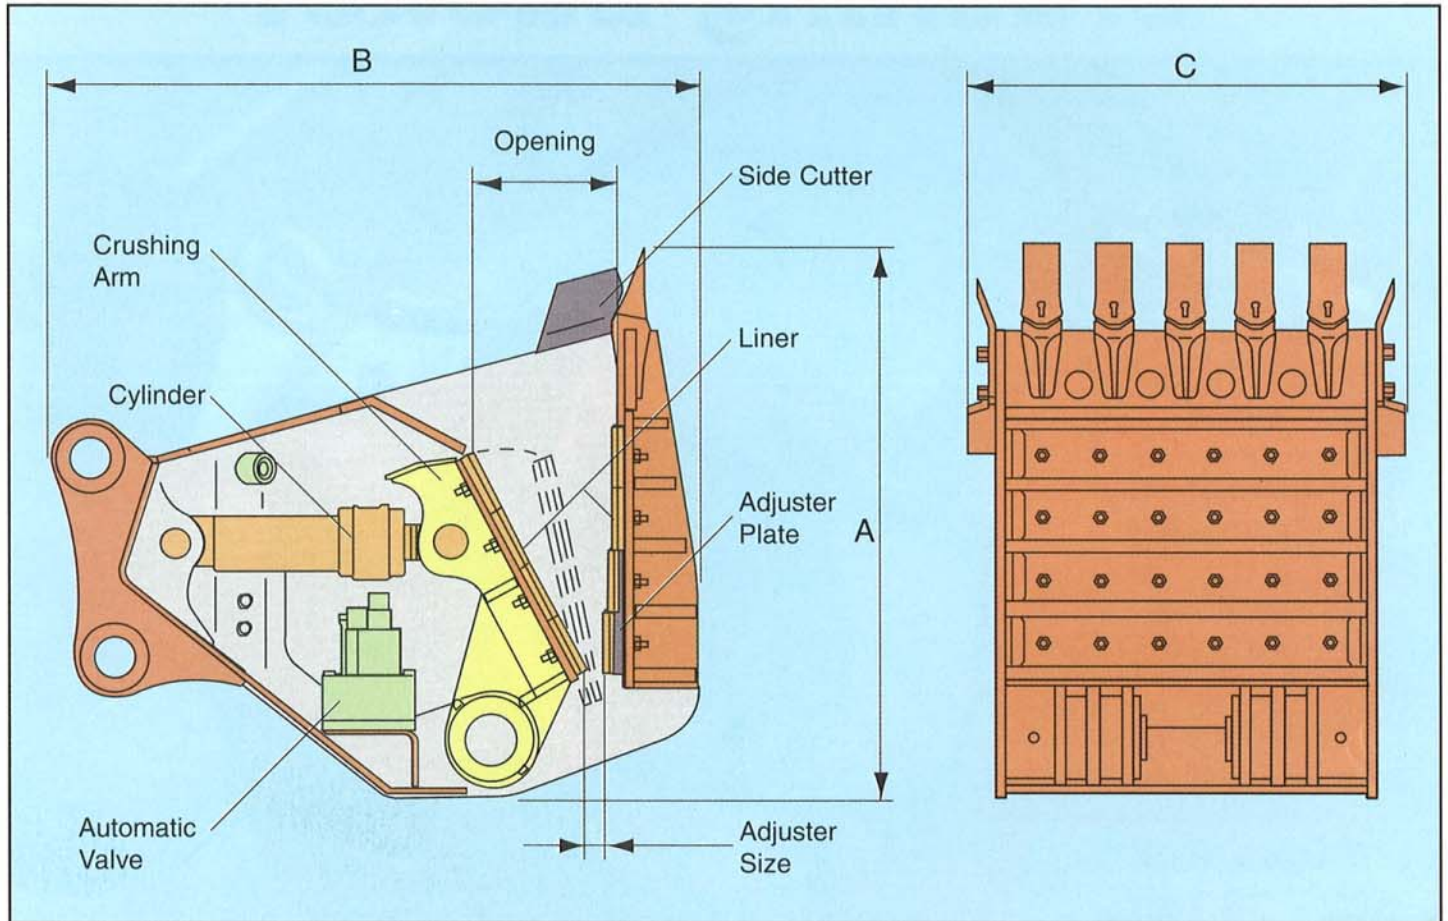 B
C
Opening
Side Cutter
Crushing
Arm
Liner
Cylinder
Adjuster
Plate
A
Automatic
Valve
Adjuster
Size